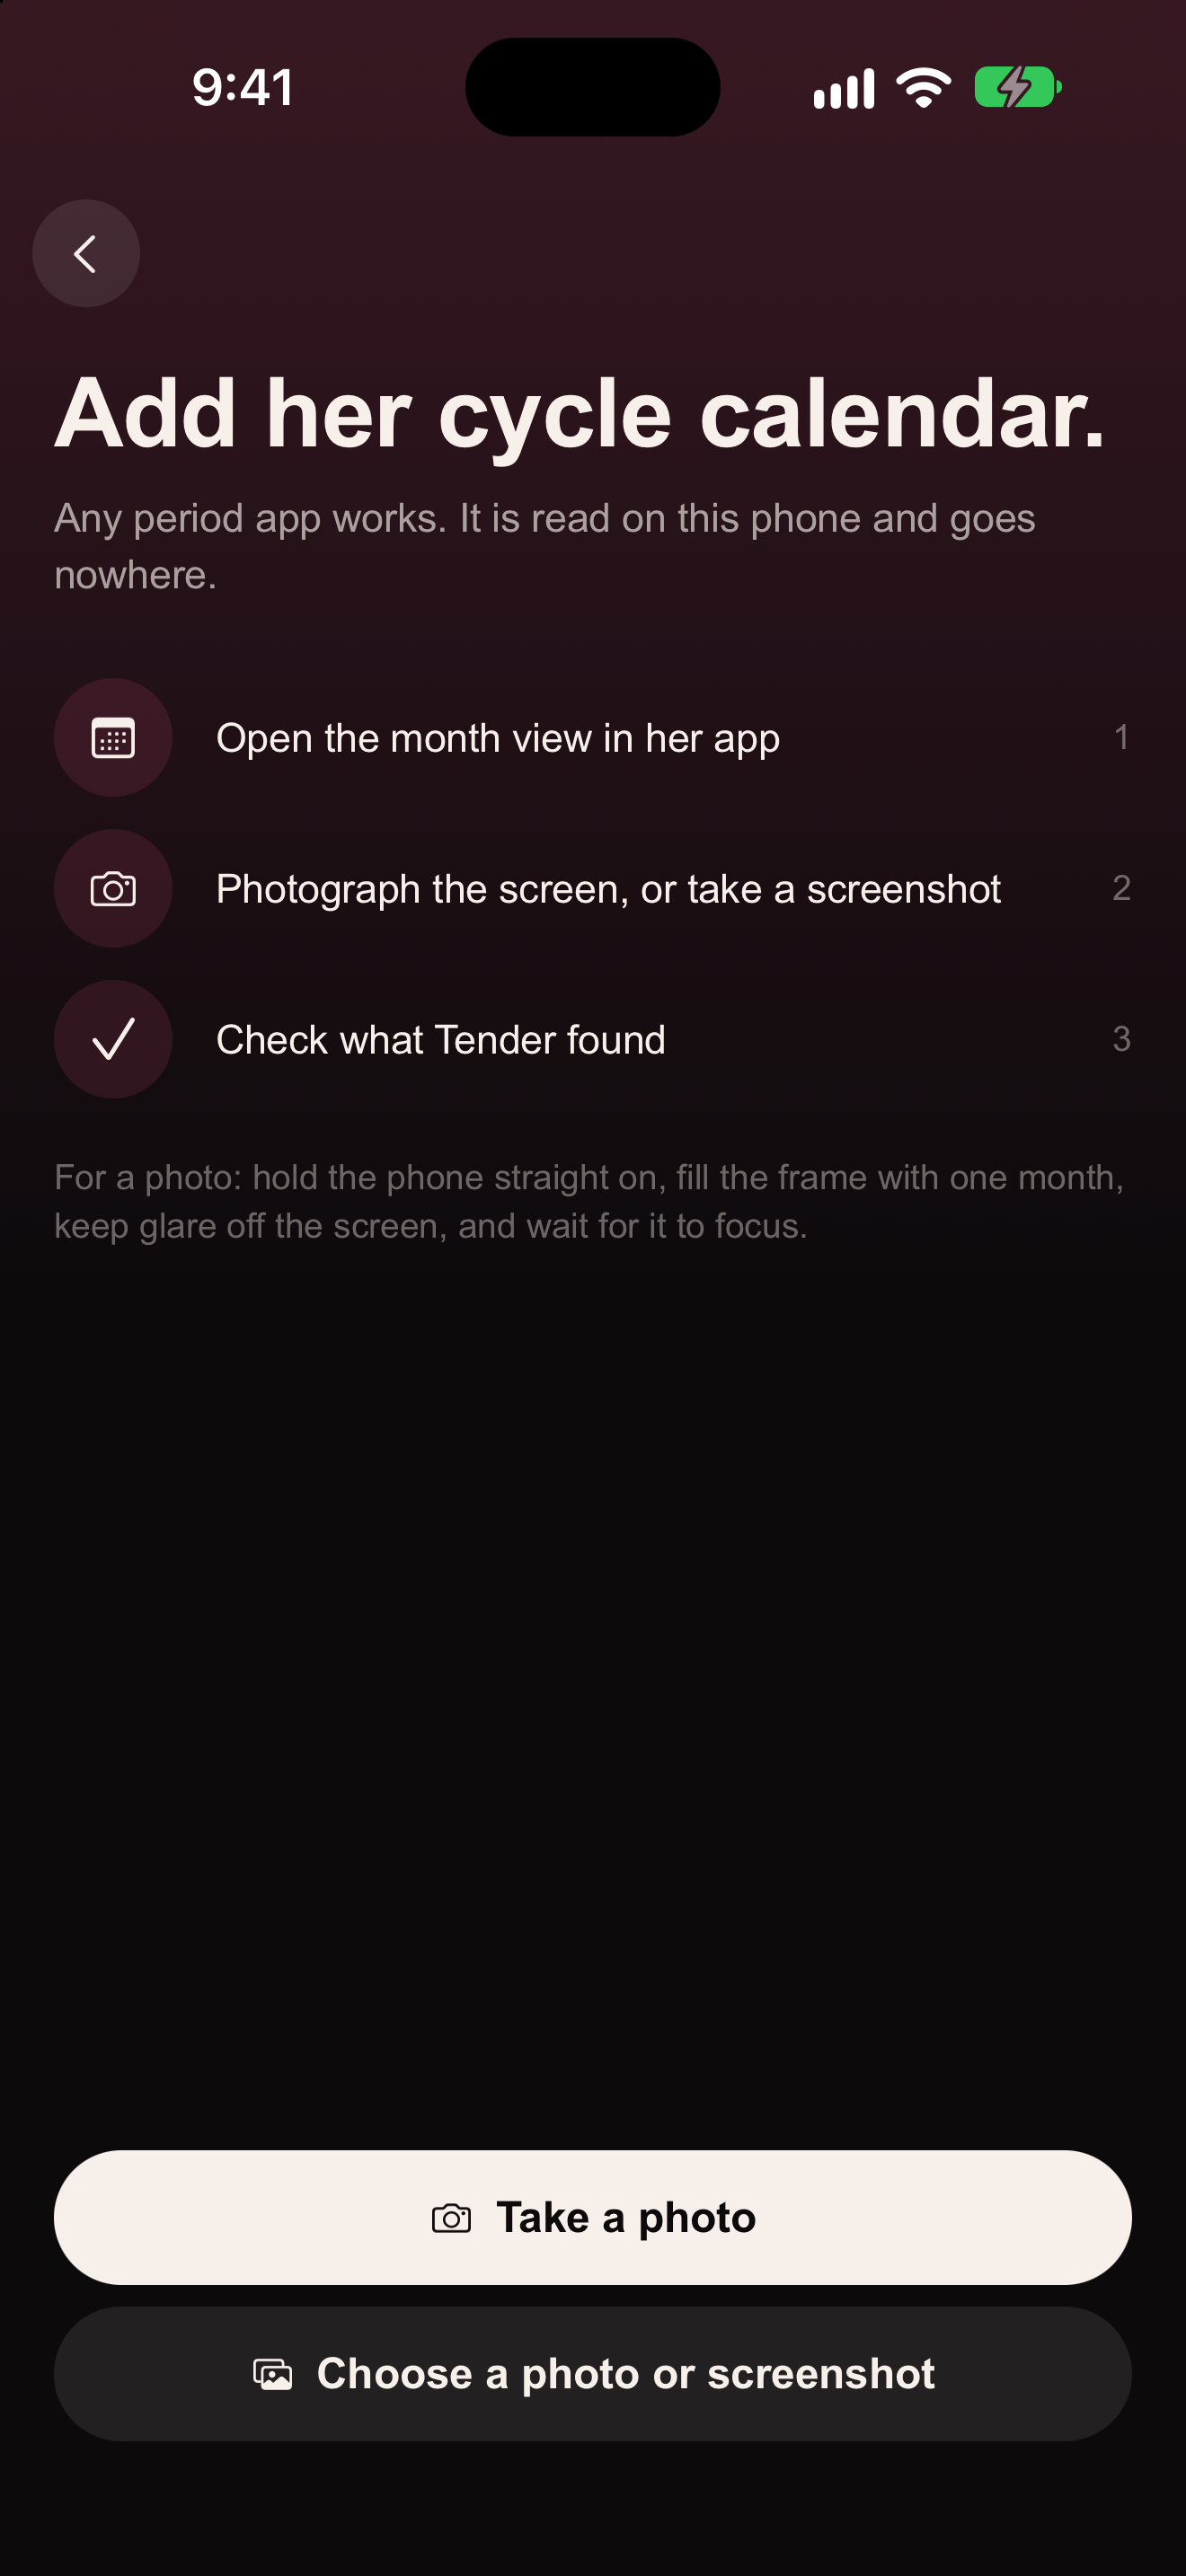 9:41
Add her cycle calendar.
Any period app works. It is read on this phone and goes
nowhere.
Open the month view in her app 1
Photograph the screen, or take a screenshot 2
Check what Tender found 3
For a photo: hold the phone straight on, fill the frame with one month,
keep glare off the screen, and wait for it to focus.
Take a photo
Choose a photo or screenshot